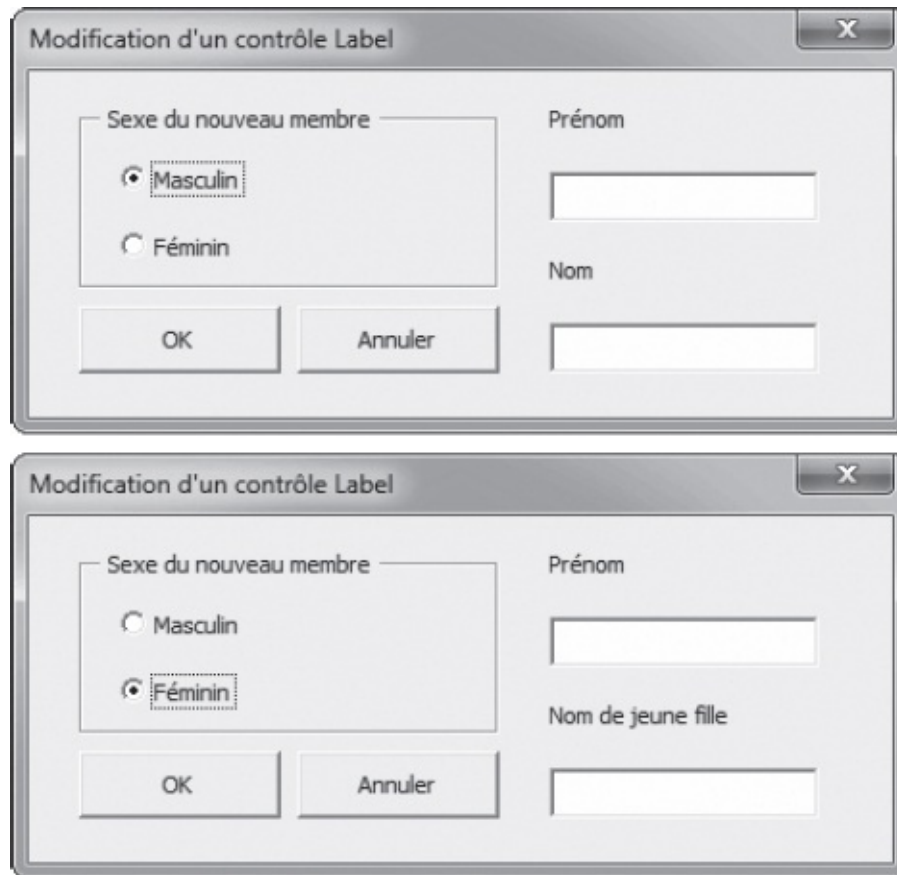 Modification d'un contrôle Label
X
Sexe du nouveau membre
Masculin
Féminin
OK
Annuler
Prénom
Nom
Modification d'un contrôle Label
X
Sexe du nouveau membre
Masculin
Féminin
OK
Annuler
Prénom
Nom de jeune fille